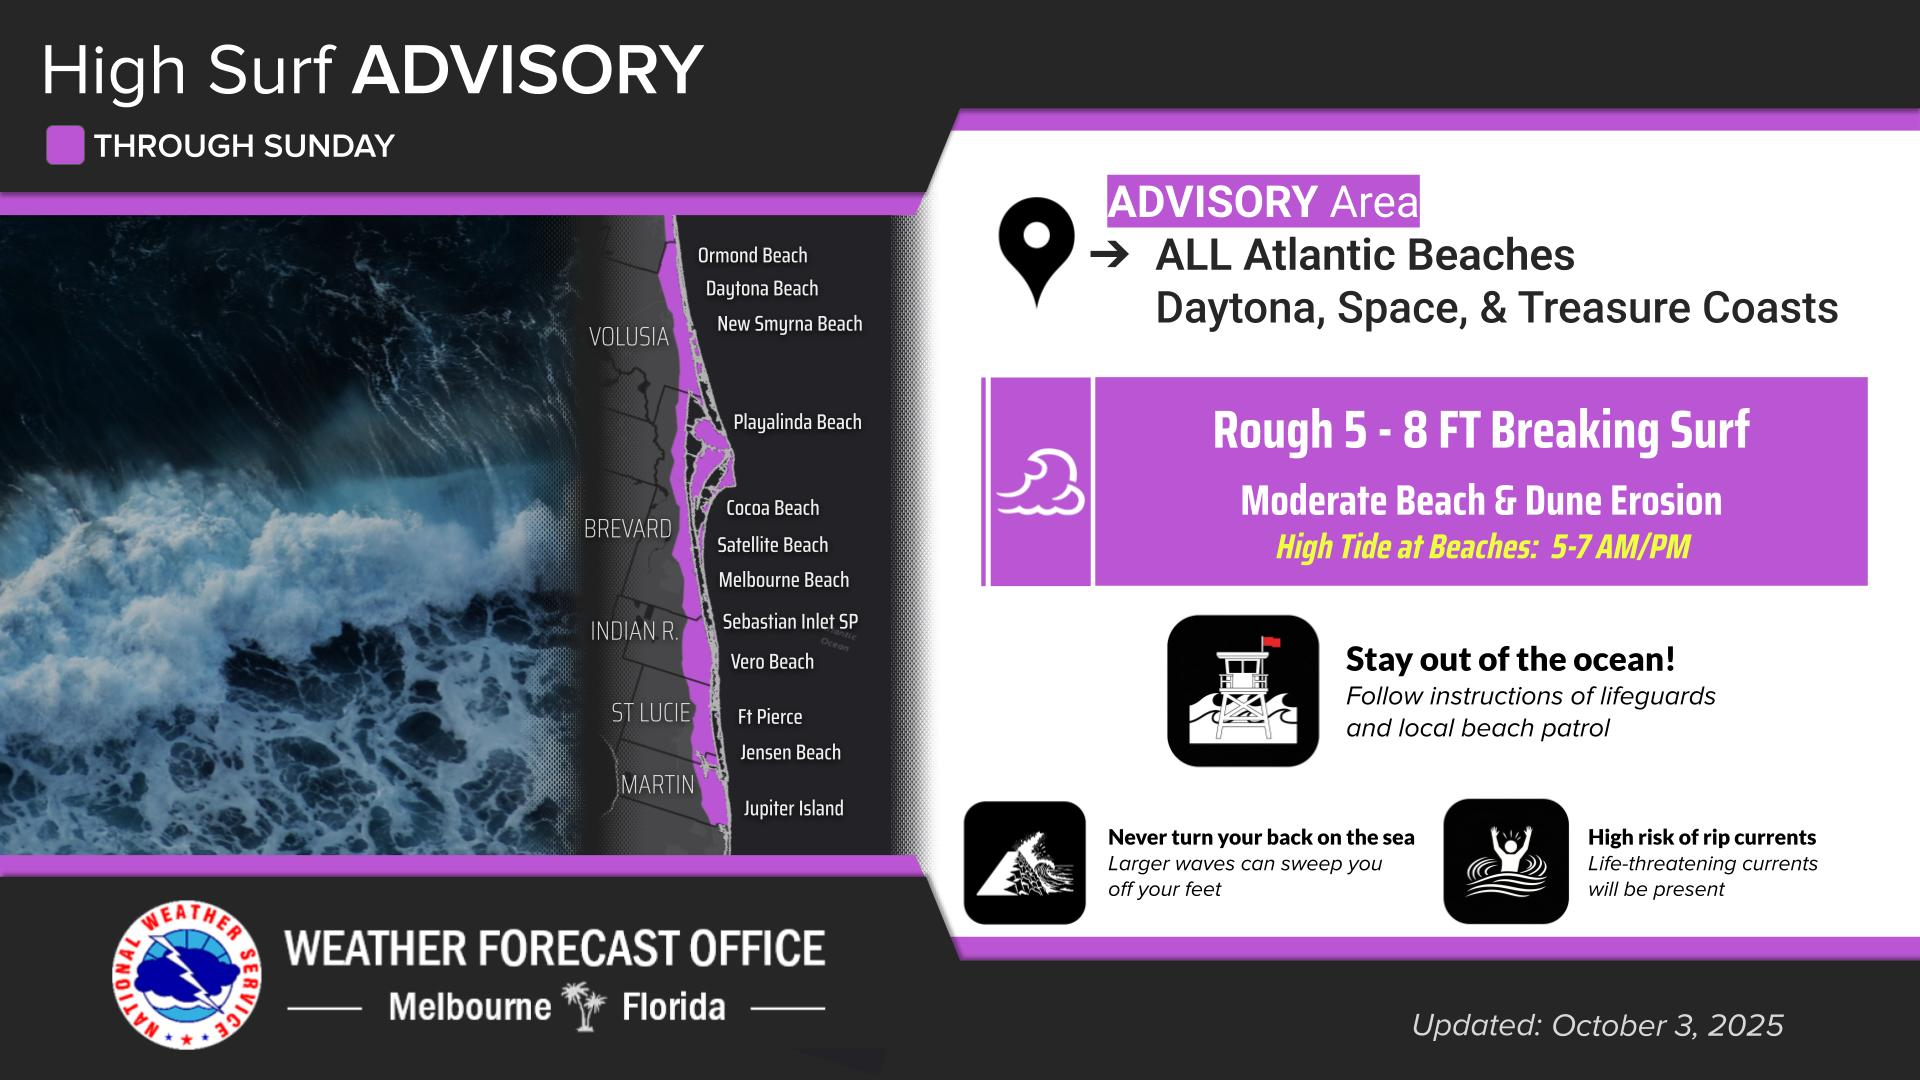 High Surf ADVISORY
THROUGH SUNDAY
Ormond Beach
Daytona Beach
New Smyrna Beach
VOLUSIA
Playalinda Beach
Cocoa Beach
BREVARD
Satellite Beach
Melbourne Beach
Sebastian Inlet SP
INDIAN R.
Ocean
Vero Beach
ST LUCIE
Ft Pierce
Jensen Beach
MARTIN
Jupiter Island
ADVISORY Area
➔ ALL Atlantic Beaches
Daytona, Space, & Treasure Coasts
Rough 5 - 8 FT Breaking Surf
Moderate Beach & Dune Erosion
High Tide at Beaches: 5-7 AM/PM
Stay out of the ocean!
Follow instructions of lifeguards
and local beach patrol
Never turn your back on the sea
Larger waves can sweep you
off your feet
High risk of rip currents
Life-threatening currents
will be present
NATIONAL WEATHER SERVICE
WEATHER FORECAST OFFICE
Melbourne Florida
Updated: October 3, 2025